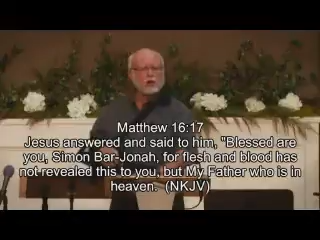 Matthew 16:17
Jesus answered and said to him, "Blessed are
you, Simon Bar-Jonah, for flesh and blood has
not revealed this to you, but My Father who is in
heaven.  (NKJV)